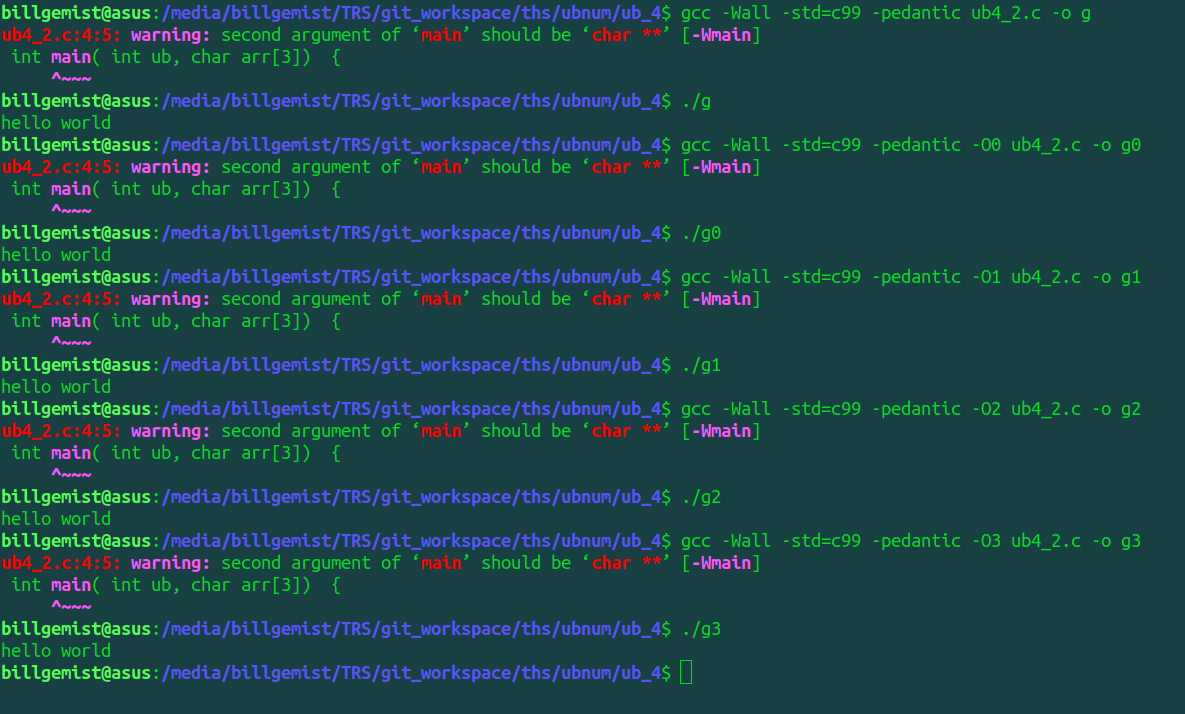 billgemist@asus:/media/billgemist/TRS/git_workspace/ths/ubnum/ub_4$ gcc -Wall -std=c99 -pedantic ub4_2.c -o g
ub4_2.c:4:5: warning: second argument of ‘main’ should be ‘char **’ [-Wmain]
 int main( int ub, char arr[3])  {
     ^~~~
billgemist@asus:/media/billgemist/TRS/git_workspace/ths/ubnum/ub_4$ ./g
hello world
billgemist@asus:/media/billgemist/TRS/git_workspace/ths/ubnum/ub_4$ gcc -Wall -std=c99 -pedantic -O0 ub4_2.c -o g0
ub4_2.c:4:5: warning: second argument of ‘main’ should be ‘char **’ [-Wmain]
 int main( int ub, char arr[3])  {
     ^~~~
billgemist@asus:/media/billgemist/TRS/git_workspace/ths/ubnum/ub_4$ ./g0
hello world
billgemist@asus:/media/billgemist/TRS/git_workspace/ths/ubnum/ub_4$ gcc -Wall -std=c99 -pedantic -O1 ub4_2.c -o g1
ub4_2.c:4:5: warning: second argument of ‘main’ should be ‘char **’ [-Wmain]
 int main( int ub, char arr[3])  {
     ^~~~
billgemist@asus:/media/billgemist/TRS/git_workspace/ths/ubnum/ub_4$ ./g1
hello world
billgemist@asus:/media/billgemist/TRS/git_workspace/ths/ubnum/ub_4$ gcc -Wall -std=c99 -pedantic -O2 ub4_2.c -o g2
ub4_2.c:4:5: warning: second argument of ‘main’ should be ‘char **’ [-Wmain]
 int main( int ub, char arr[3])  {
     ^~~~
billgemist@asus:/media/billgemist/TRS/git_workspace/ths/ubnum/ub_4$ ./g2
hello world
billgemist@asus:/media/billgemist/TRS/git_workspace/ths/ubnum/ub_4$ gcc -Wall -std=c99 -pedantic -O3 ub4_2.c -o g3
ub4_2.c:4:5: warning: second argument of ‘main’ should be ‘char **’ [-Wmain]
 int main( int ub, char arr[3])  {
     ^~~~
billgemist@asus:/media/billgemist/TRS/git_workspace/ths/ubnum/ub_4$ ./g3
hello world
billgemist@asus:/media/billgemist/TRS/git_workspace/ths/ubnum/ub_4$